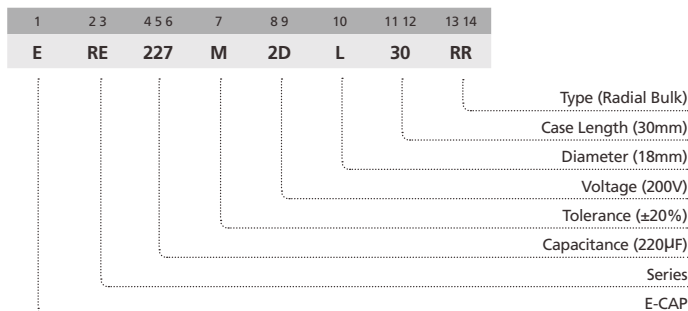 1 2 3 4 5 6 7 8 9 10 11 12 13 14
E RE 227 M 2D L 30 RR
Type (Radial Bulk)
Case Length (30mm)
Diameter (18mm)
Voltage (200V)
Tolerance (±20%)
Capacitance (220µF)
Series
E-CAP